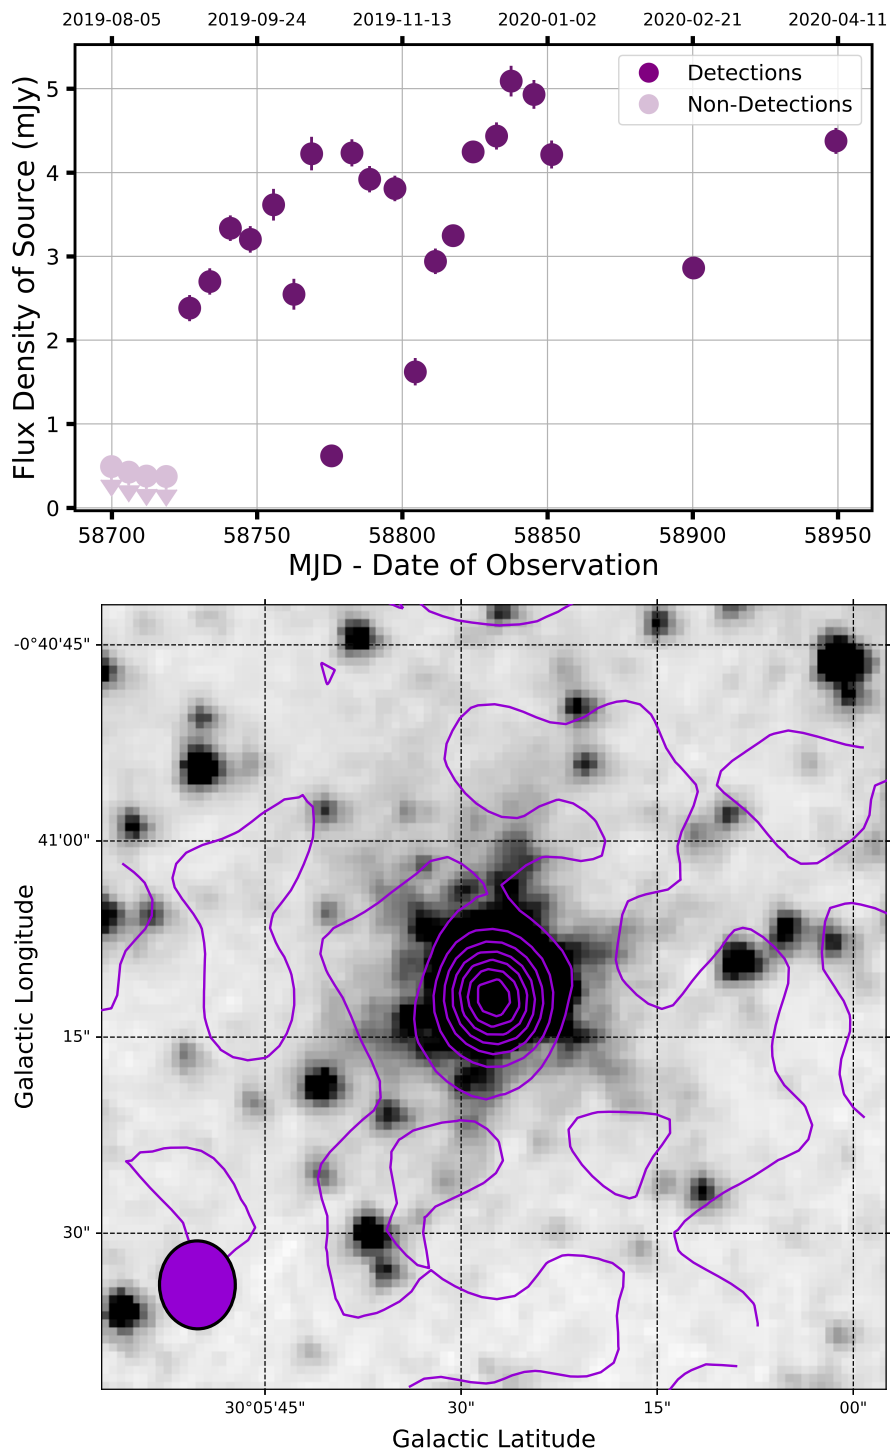 2019-08-05 2019-09-24 2019-11-13 2020-01-02 2020-02-21 2020-04-11
Detections
Non-Detections
5
4
3
2
1
0
Flux Density of Source (mJy)
58700 58750 58800 58850 58900 58950
MJD - Date of Observation
-0°40'45"
41'00"
15"
30"
Galactic Longitude
30°05'45" 30" 15" 00"
Galactic Latitude